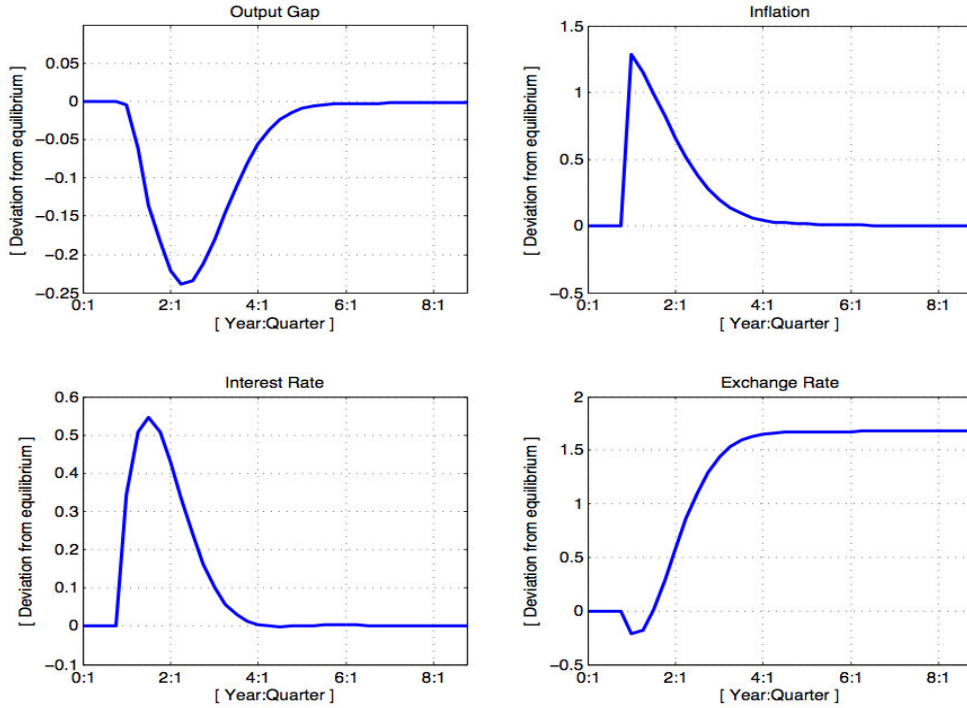 Output Gap
[ Deviation from equilibrium ]
0.05
0
−0.05
−0.1
−0.15
−0.2
−0.25
0:1 2:1 4:1 6:1 8:1
[ Year:Quarter ]
Inflation
[ Deviation from equilibrium ]
1.5
1
0.5
0
−0.5
0:1 2:1 4:1 6:1 8:1
[ Year:Quarter ]
Interest Rate
[ Deviation from equilibrium ]
0.6
0.5
0.4
0.3
0.2
0.1
0
−0.1
0:1 2:1 4:1 6:1 8:1
[ Year:Quarter ]
Exchange Rate
[ Deviation from equilibrium ]
2
1.5
1
0.5
0
−0.5
0:1 2:1 4:1 6:1 8:1
[ Year:Quarter ]